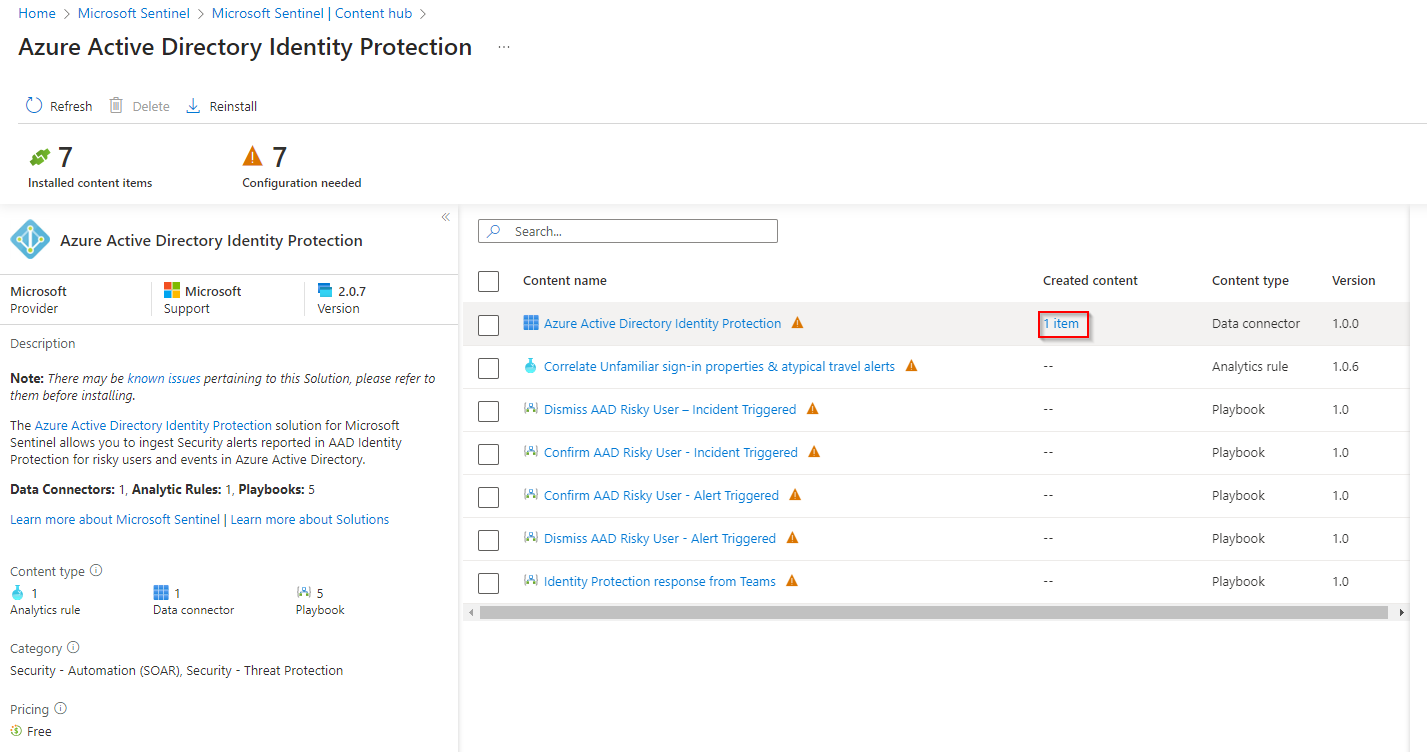 Home > Microsoft Sentinel > Microsoft Sentinel | Content hub >
Azure Active Directory Identity Protection ...
Refresh Delete Reinstall
7 7
Installed content items Configuration needed
«
Azure Active Directory Identity Protection
Microsoft Microsoft 2.0.7
Provider Support Version
Description
Note: There may be known issues pertaining to this Solution, please refer to
them before installing.
The Azure Active Directory Identity Protection solution for Microsoft
Sentinel allows you to ingest Security alerts reported in AAD Identity
Protection for risky users and events in Azure Active Directory.
Data Connectors: 1, Analytic Rules: 1, Playbooks: 5
Learn more about Microsoft Sentinel | Learn more about Solutions
Content type
1 1 5
Analytics rule Data connector Playbook
Category
Security - Automation (SOAR), Security - Threat Protection
Pricing
Free
Search...
Content name Created content Content type Version
Azure Active Directory Identity Protection 1 item Data connector 1.0.0
Correlate Unfamiliar sign-in properties & atypical travel alerts -- Analytics rule 1.0.6
Dismiss AAD Risky User – Incident Triggered -- Playbook 1.0
Confirm AAD Risky User - Incident Triggered -- Playbook 1.0
Confirm AAD Risky User - Alert Triggered -- Playbook 1.0
Dismiss AAD Risky User - Alert Triggered -- Playbook 1.0
Identity Protection response from Teams -- Playbook 1.0